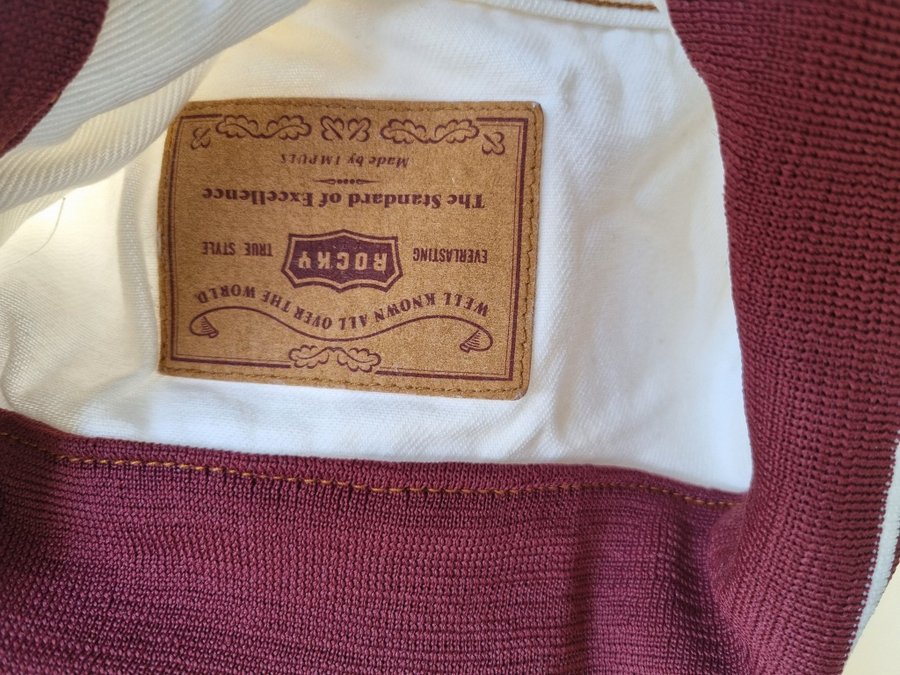 WELL KNOWN ALL OVER THE WORLD.
EVERLASTING ROCKY TRUE STYLE
The Standard of Excellence
Made by IMPULS